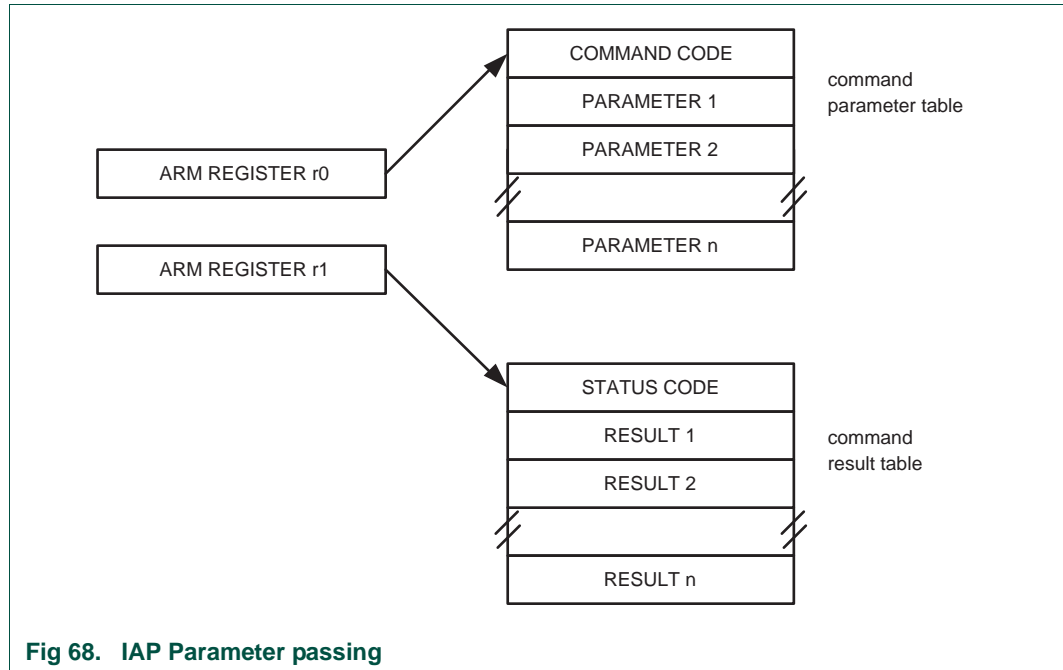 COMMAND CODE
PARAMETER 1
PARAMETER 2
PARAMETER n
command
parameter table
ARM REGISTER r0
ARM REGISTER r1
STATUS CODE
RESULT 1
RESULT 2
RESULT n
command
result table
Fig 68. IAP Parameter passing